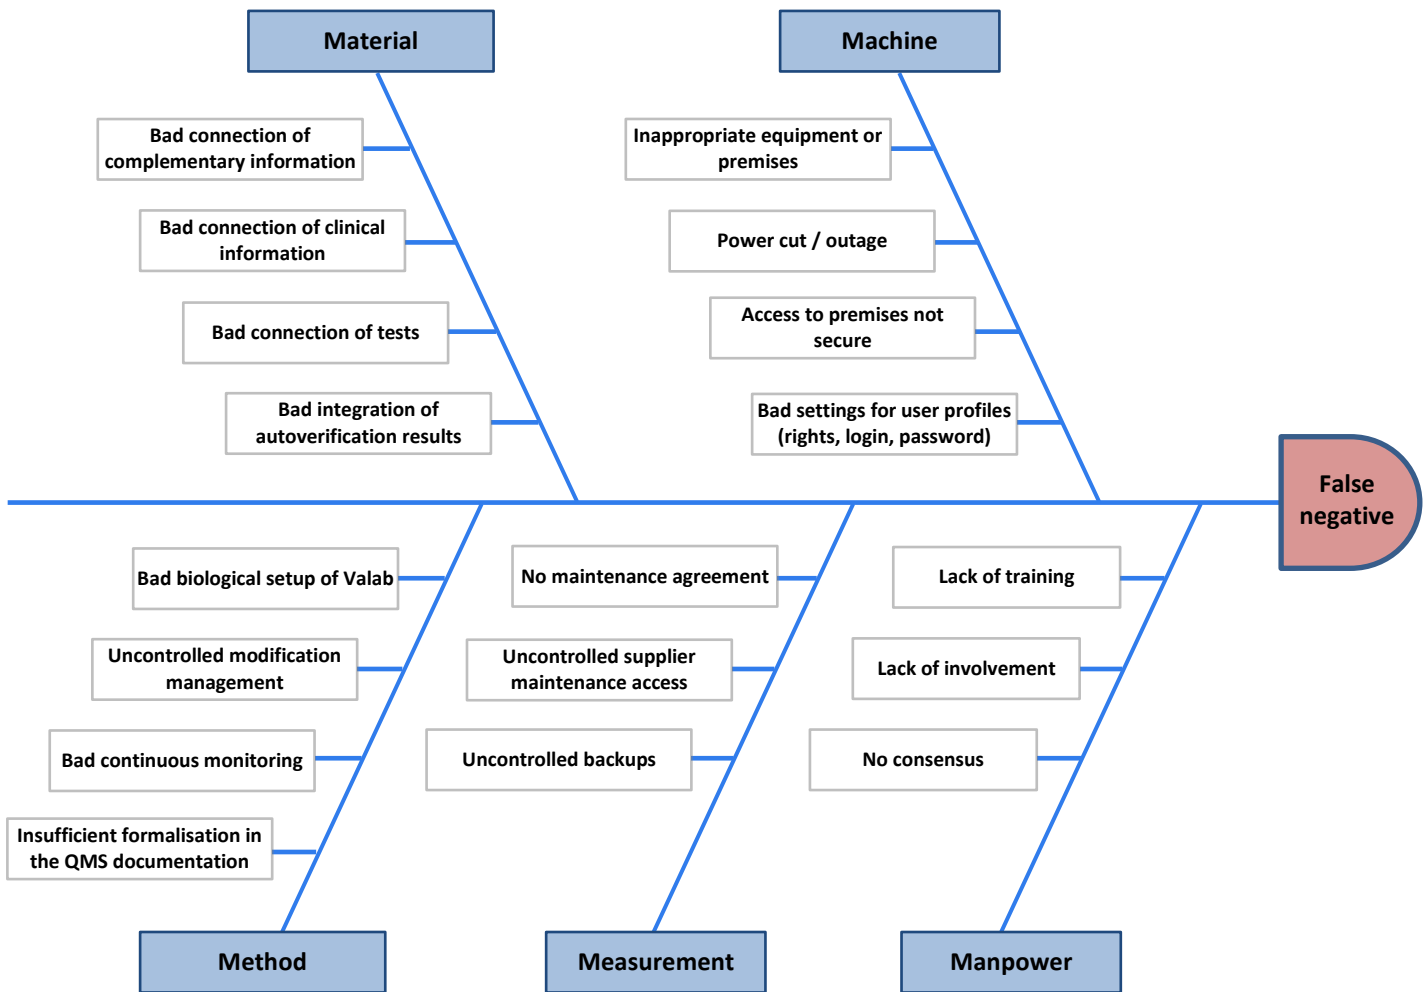 Material
Machine
Bad connection of
complementary information
Inappropriate equipment or
premises
Bad connection of clinical
information
Power cut / outage
Bad connection of tests
Access to premises not
secure
Bad integration of
autoverification results
Bad settings for user profiles
(rights, login, password)
False
negative
Bad biological setup of Valab
No maintenance agreement
Lack of training
Uncontrolled modification
management
Uncontrolled supplier
maintenance access
Lack of involvement
Bad continuous monitoring
Uncontrolled backups
No consensus
Insufficient formalisation in
the QMS documentation
Method
Measurement
Manpower